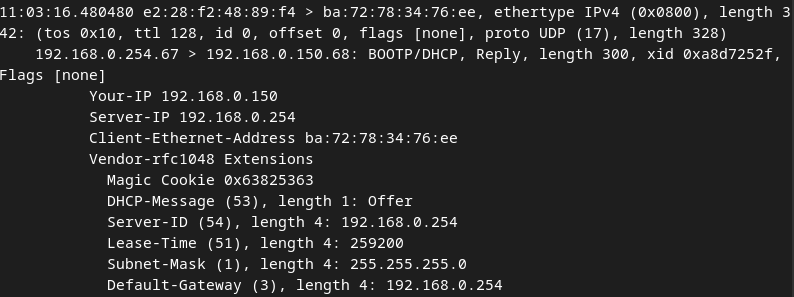 11:03:16.480480 e2:28:f2:48:89:f4 > ba:72:78:34:76:ee, ethertype IPv4 (0x0800), length 3
42: (tos 0x10, ttl 128, id 0, offset 0, flags [none], proto UDP (17), length 328)
    192.168.0.254.67 > 192.168.0.150.68: BOOTP/DHCP, Reply, length 300, xid 0xa8d7252f,
Flags [none]
          Your-IP 192.168.0.150
          Server-IP 192.168.0.254
          Client-Ethernet-Address ba:72:78:34:76:ee
          Vendor-rfc1048 Extensions
            Magic Cookie 0x63825363
            DHCP-Message (53), length 1: Offer
            Server-ID (54), length 4: 192.168.0.254
            Lease-Time (51), length 4: 259200
            Subnet-Mask (1), length 4: 255.255.255.0
            Default-Gateway (3), length 4: 192.168.0.254